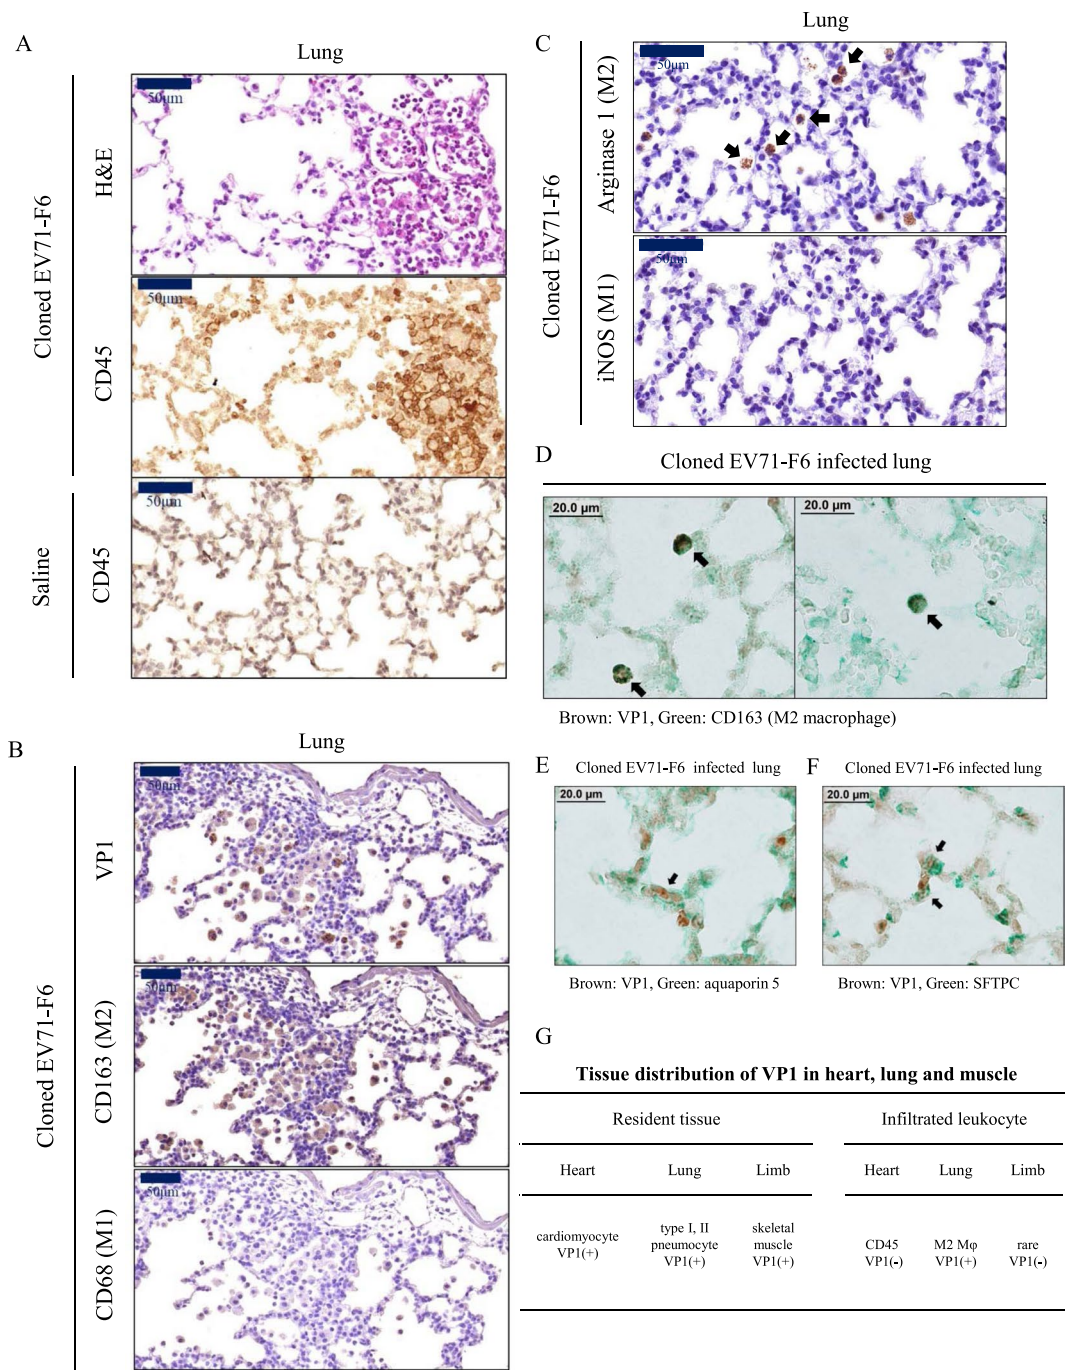 A
Lung
50μm
H&E
Cloned EV71-F6
50μm
CD45
50μm
CD45
Saline
B
Lung
50μm
VP1
50μm
CD163 (M2)
Cloned EV71-F6
50μm
CD68 (M1)
C
Lung
50μm
Arginase 1 (M2)
Cloned EV71-F6
50μm
iNOS (M1)
D
Cloned EV71-F6 infected lung
20.0 μm
20.0 μm
Brown: VP1, Green: CD163 (M2 macrophage)
E
Cloned EV71-F6 infected lung
20.0 μm
Brown: VP1, Green: aquaporin 5
F
Cloned EV71-F6 infected lung
20.0 μm
Brown: VP1, Green: SFTPC
G
Tissue distribution of VP1 in heart, lung and muscle
Resident tissue Infiltrated leukocyte
Heart Lung Limb Heart Lung Limb
cardiomyocyte
VP1(+)
type I, II
pneumocyte
VP1(+)
skeletal
muscle
VP1(+)
CD45
VP1(-)
M2 Mφ
VP1(+)
rare
VP1(-)